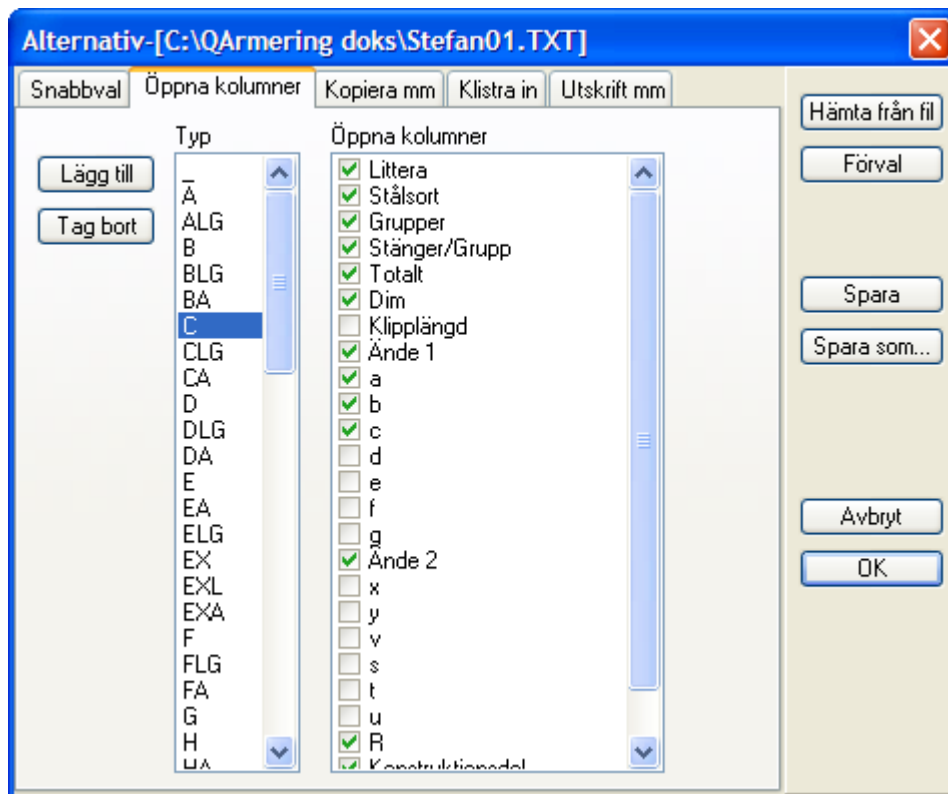 Alternativ-[C:\QArmering doks\Stefan01.TXT]
Snabbval
Öppna kolumner
Kopiera mm
Klistra in
Utskrift mm
Lägg till
Tag bort
Typ
_
A
ALG
B
BLG
BA
C
CLG
CA
D
DLG
DA
E
EA
ELG
EX
EXL
EXA
F
FLG
FA
G
H
HA
Öppna kolumner
Littera
Stålsort
Grupper
Stänger/Grupp
Totalt
Dim
Klipplängd
Ände 1
a
b
c
d
e
f
g
Ände 2
x
y
v
s
t
u
R
Konstruktionsdel
Hämta från fil
Förval
Spara
Spara som...
Avbryt
OK